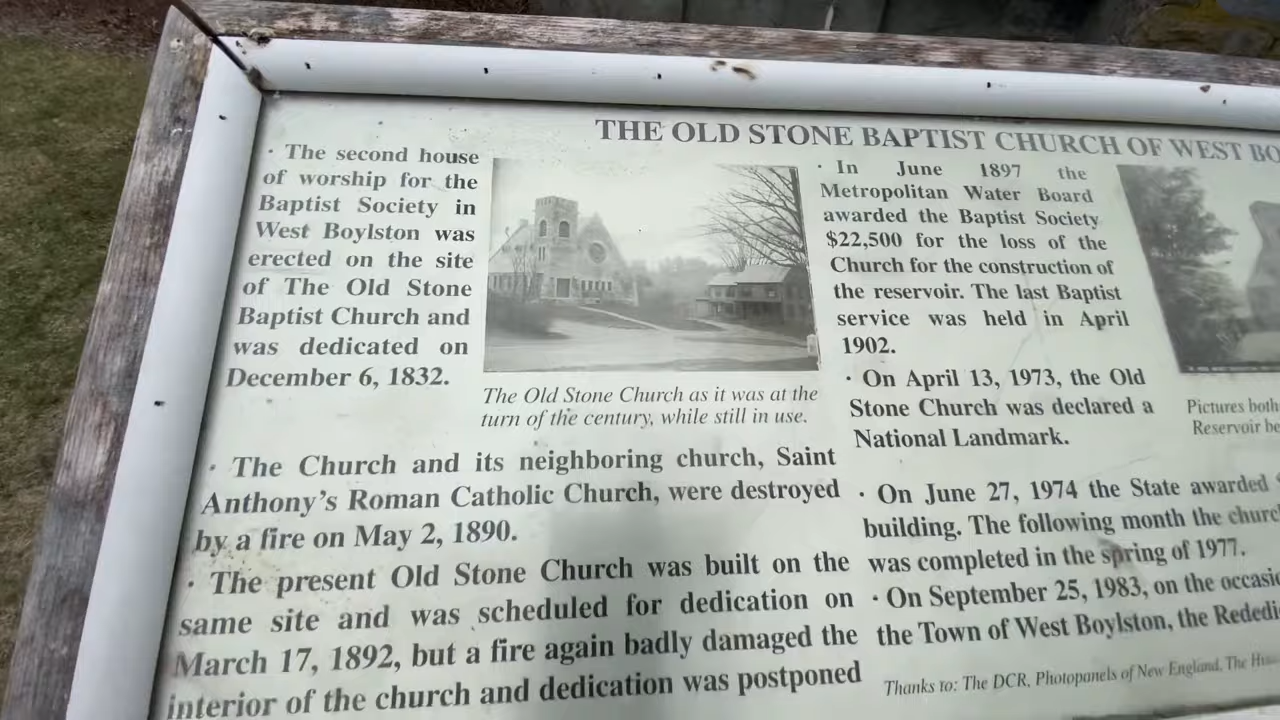 THE OLD STONE BAPTIST CHURCH OF WEST BO
· The second house
of worship for the
Baptist Society in
West Boylston was
erected on the site
of The Old Stone
Baptist Church and
was dedicated on
December 6, 1832.
The Old Stone Church as it was at the
turn of the century, while still in use.
· The Church and its neighboring church, Saint
Anthony's Roman Catholic Church, were destroyed
by a fire on May 2, 1890.
· The present Old Stone Church was built on the
same site and was scheduled for dedication on
March 17, 1892, but a fire again badly damaged the
interior of the church and dedication was postponed
· In June 1897 the
Metropolitan Water Board
awarded the Baptist Society
$22,500 for the loss of the
Church for the construction of
the reservoir. The last Baptist
service was held in April
1902.
· On April 13, 1973, the Old
Stone Church was declared a
National Landmark.
· On June 27, 1974 the State awarded
building. The following month the churc
was completed in the spring of 1977.
· On September 25, 1983, on the occasi
the Town of West Boylston, the Rededi
Thanks to: The DCR, Photopanels of New England, The
Pictures both
Reservoir be